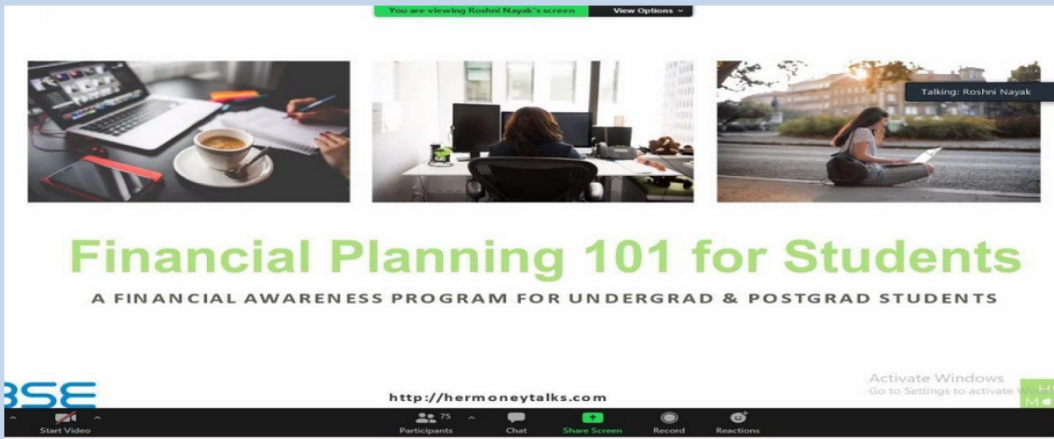 You are viewing Roshni Nayak's screen View Options
Talking: Roshni Nayak
Financial Planning 101 for Students
A FINANCIAL AWARENESS PROGRAM FOR UNDERGRAD & POSTGRAD STUDENTS
BSE
http://hermoneytalks.com
Activate Windows
Go to Settings to activate
75
Start Video Participants Chat Share Screen Record Reactions